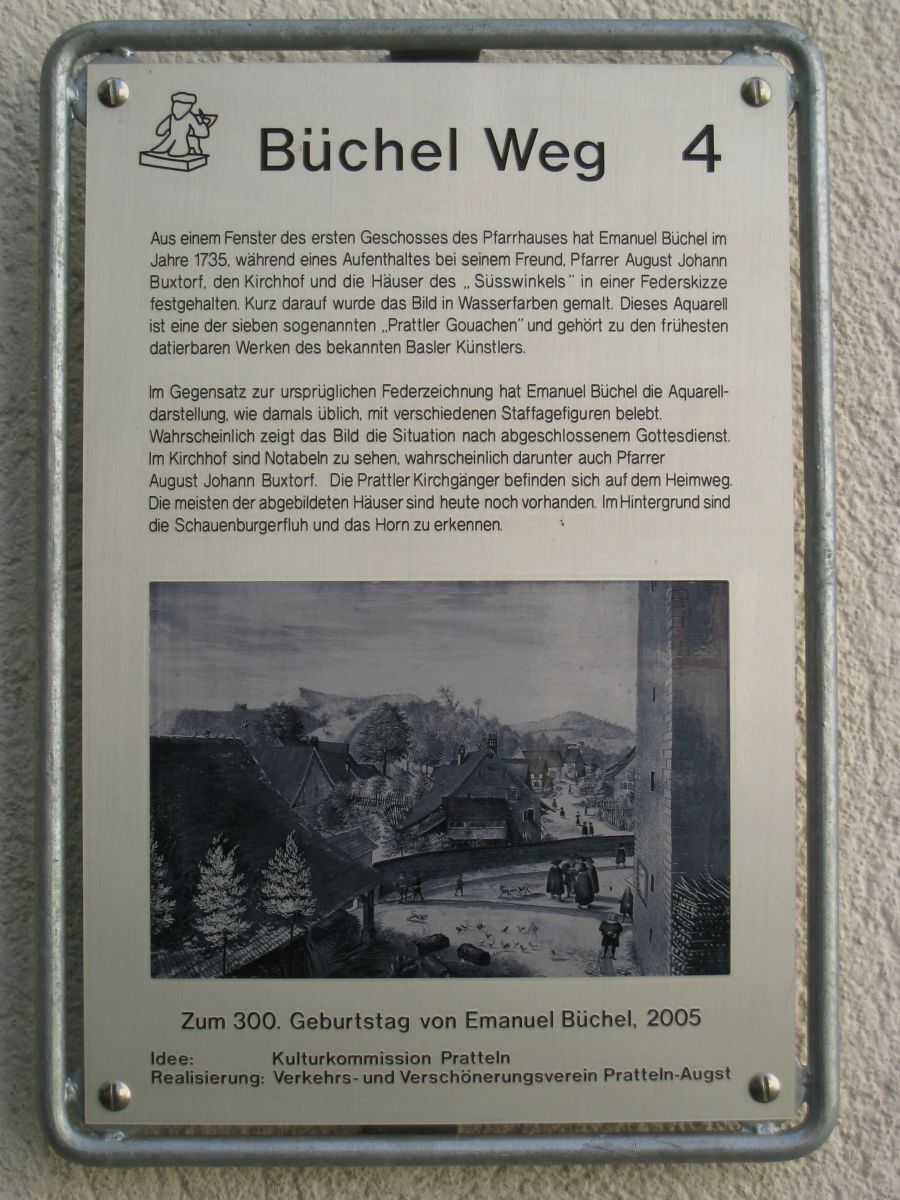 Büchel Weg 4
Aus einem Fenster des ersten Geschosses des Pfarrhauses hat Emanuel Büchel im
Jahre 1735, während eines Aufenthaltes bei seinem Freund, Pfarrer August Johann
Buxtorf, den Kirchhof und die Häuser des „Süsswinkels" in einer Federskizze
festgehalten. Kurz darauf wurde das Bild in Wasserfarben gemalt. Dieses Aquarell
ist eine der sieben sogenannten „Prattler Gouachen" und gehört zu den frühesten
datierbaren Werken des bekannten Basler Künstlers.
Im Gegensatz zur ursprüglichen Federzeichnung hat Emanuel Büchel die Aquarell-
darstellung, wie damals üblich, mit verschiedenen Staffagefiguren belebt.
Wahrscheinlich zeigt das Bild die Situation nach abgeschlossenem Gottesdienst.
Im Kirchhof sind Notabeln zu sehen, wahrscheinlich darunter auch Pfarrer
August Johann Buxtorf. Die Prattler Kirchgänger befinden sich auf dem Heimweg.
Die meisten der abgebildeten Häuser sind heute noch vorhanden. Im Hintergrund sind
die Schauenburgerfluh und das Horn zu erkennen.
Zum 300. Geburtstag von Emanuel Büchel, 2005
Idee: Kulturkommission Pratteln
Realisierung: Verkehrs- und Verschönerungsverein Pratteln-Augst